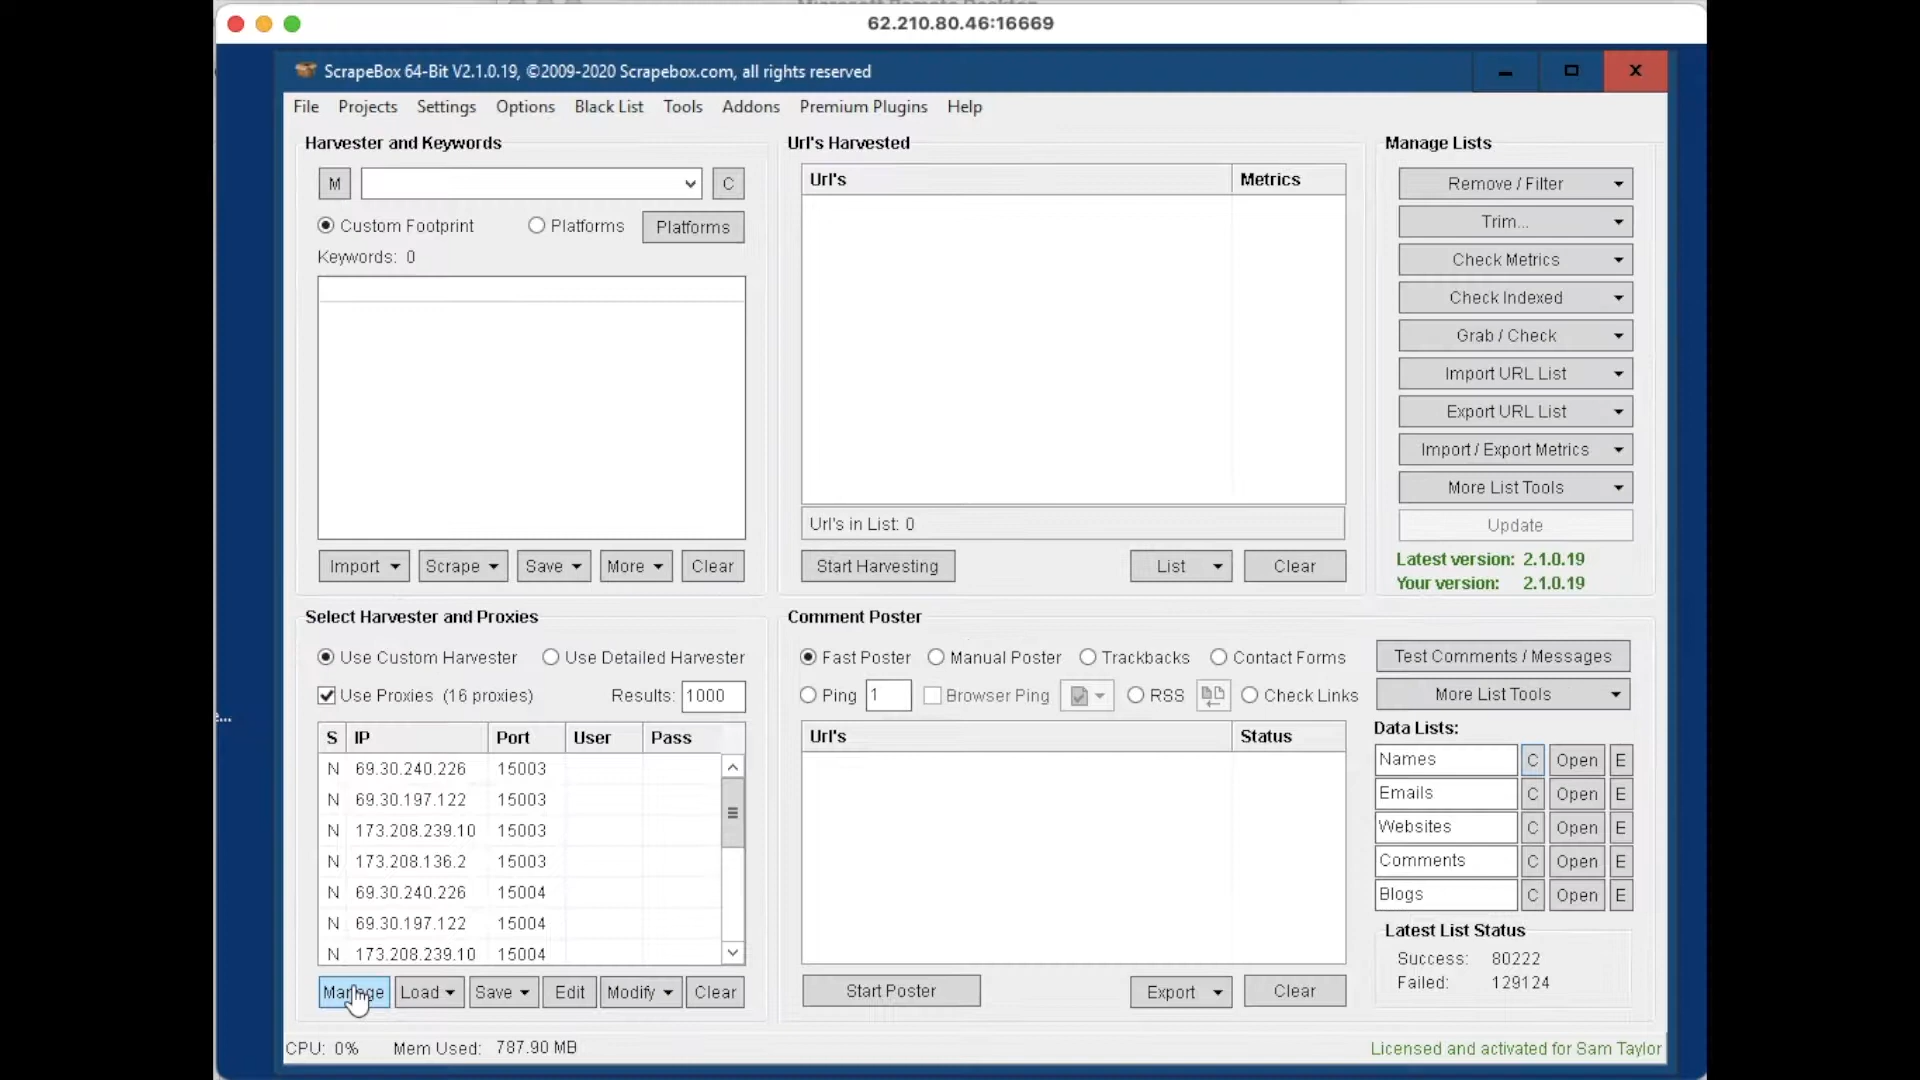 62.210.80.46:16669
ScrapeBox 64-Bit V2.1.0.19, ©2009-2020 Scrapebox.com, all rights reserved
File Projects Settings Options Black List Tools Addons Premium Plugins Help
Harvester and Keywords
M
C
Custom Footprint
Platforms
Platforms
Keywords: 0
Import
Scrape
Save
More
Clear
Url's Harvested
Url's Metrics
Url's in List: 0
Start Harvesting
List
Clear
Manage Lists
Remove / Filter
Trim...
Check Metrics
Check Indexed
Grab / Check
Import URL List
Export URL List
Import / Export Metrics
More List Tools
Update
Latest version: 2.1.0.19
Your version: 2.1.0.19
Select Harvester and Proxies
Use Custom Harvester
Use Detailed Harvester
Use Proxies (16 proxies)
Results: 1000
S IP Port User Pass
N 69.30.240.226 15003
N 69.30.197.122 15003
N 173.208.239.10 15003
N 173.208.136.2 15003
N 69.30.240.226 15004
N 69.30.197.122 15004
N 173.208.239.10 15004
Manage
Load
Save
Edit
Modify
Clear
Comment Poster
Fast Poster
Manual Poster
Trackbacks
Contact Forms
Ping 1
Browser Ping
RSS
Check Links
Url's Status
Start Poster
Export
Clear
Test Comments / Messages
More List Tools
Data Lists:
Names C Open E
Emails C Open E
Websites C Open E
Comments C Open E
Blogs C Open E
Latest List Status
Success: 80222
Failed: 129124
CPU: 0% Mem Used: 787.90 MB
Licensed and activated for Sam Taylor